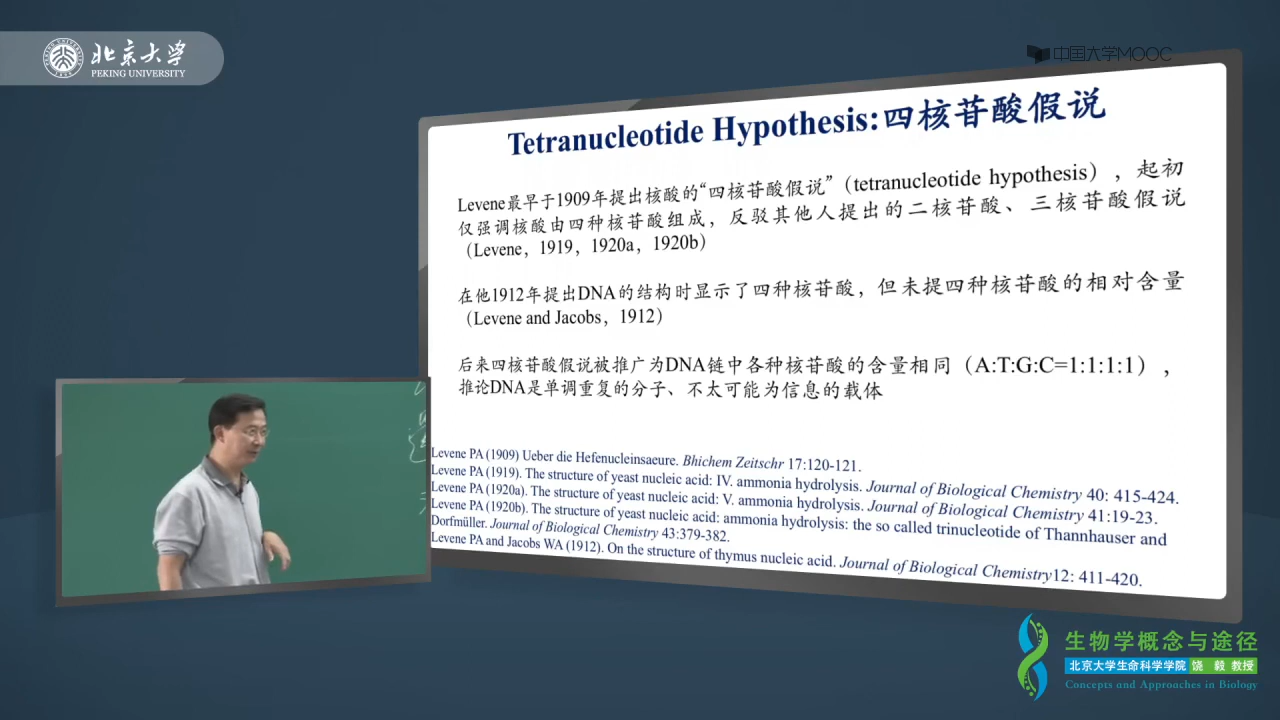 北京大学
PEKING UNIVERSITY
中国大学MOOC
Tetranucleotide Hypothesis:四核苷酸假说
Levene最早于1909年提出核酸的“四核苷酸假说”（tetranucleotide hypothesis），起初
仅强调核酸由四种核苷酸组成，反驳其他人提出的二核苷酸、三核苷酸假说
（Levene，1919，1920a，1920b）
在他1912年提出DNA的结构时显示了四种核苷酸，但未提四种核苷酸的相对含量
（Levene and Jacobs，1912）
后来四核苷酸假说被推广为DNA链中各种核苷酸的含量相同（A:T:G:C=1:1:1:1），
推论DNA是单调重复的分子、不太可能为信息的载体
Levene PA (1909) Ueber die Hefenucleinsaeure. Bhichem Zeitschr 17:120-121.
Levene PA (1919). The structure of yeast nucleic acid: IV. ammonia hydrolysis. Journal of Biological Chemistry 40: 415-424.
Levene PA (1920a). The structure of yeast nucleic acid: V. ammonia hydrolysis. Journal of Biological Chemistry 41:19-23.
Levene PA (1920b). The structure of yeast nucleic acid: ammonia hydrolysis: the so called trinucleotide of Thannhauser and
Dorfmüller. Journal of Biological Chemistry 43:379-382.
Levene PA and Jacobs WA (1912). On the structure of thymus nucleic acid. Journal of Biological Chemistry12: 411-420.
生物学概念与途径
北京大学生命科学学院 饶 毅 教授
Concepts and Approaches in Biology